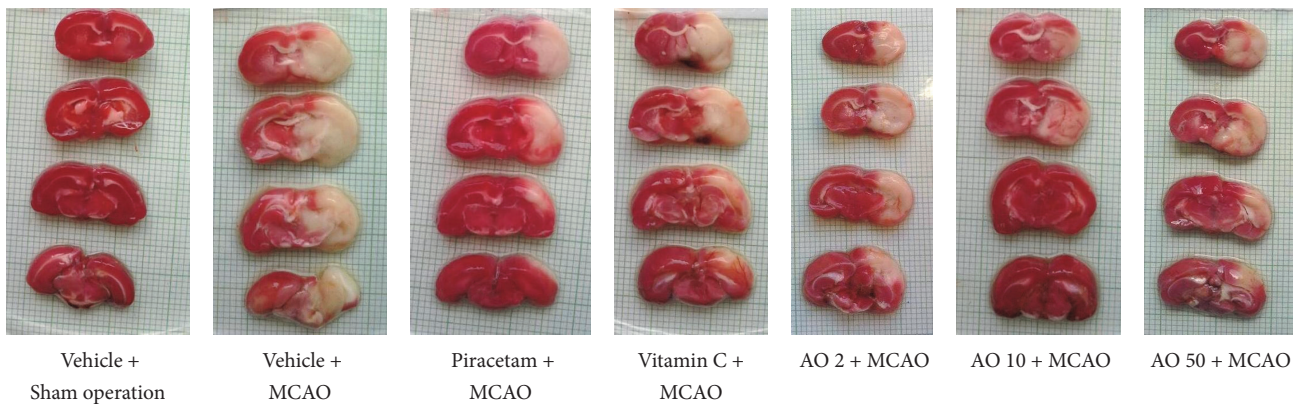 Vehicle +
Sham operation
Vehicle +
MCAO
Piracetam +
MCAO
Vitamin C +
MCAO
AO 2 + MCAO
AO 10 + MCAO
AO 50 + MCAO